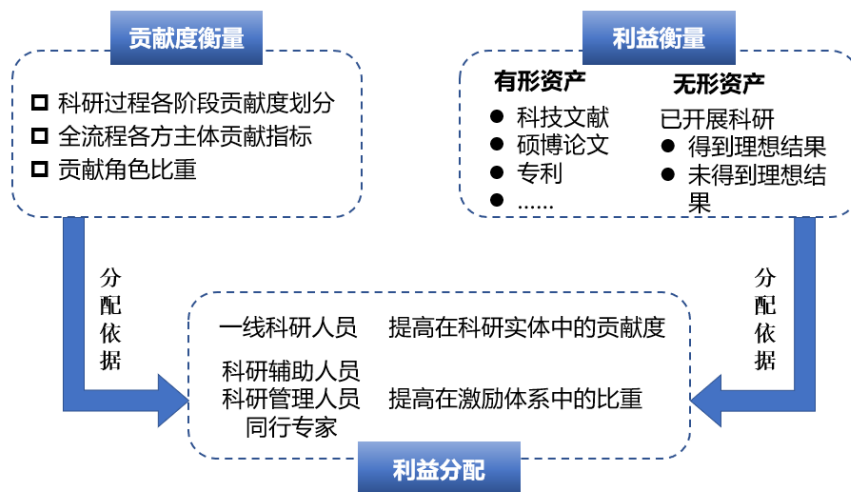 贡献度衡量
科研过程各阶段贡献度划分
全流程各方主体贡献指标
贡献角色比重
利益衡量
有形资产
科技文献
硕博论文
专利
......
无形资产
已开展科研
得到理想结果
未得到理想结
果
分配依据
分配依据
一线科研人员 提高在科研实体中的贡献度
科研辅助人员
科研管理人员 提高在激励体系中的比重
同行专家
利益分配